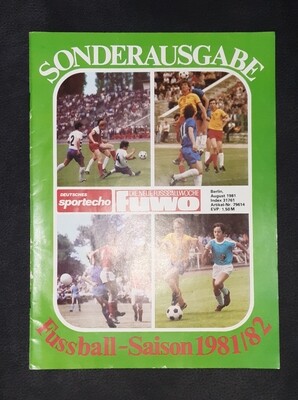 SONDERAUSGABE
DEUTSCHES
sportecho
DIE NEUE FUSSBALLWOCHE
fuwo
Berlin,
August 1981
Index 31761
Artikel-Nr. 79614
EVP: 1,50 M
Fussball-Saison 1981/82